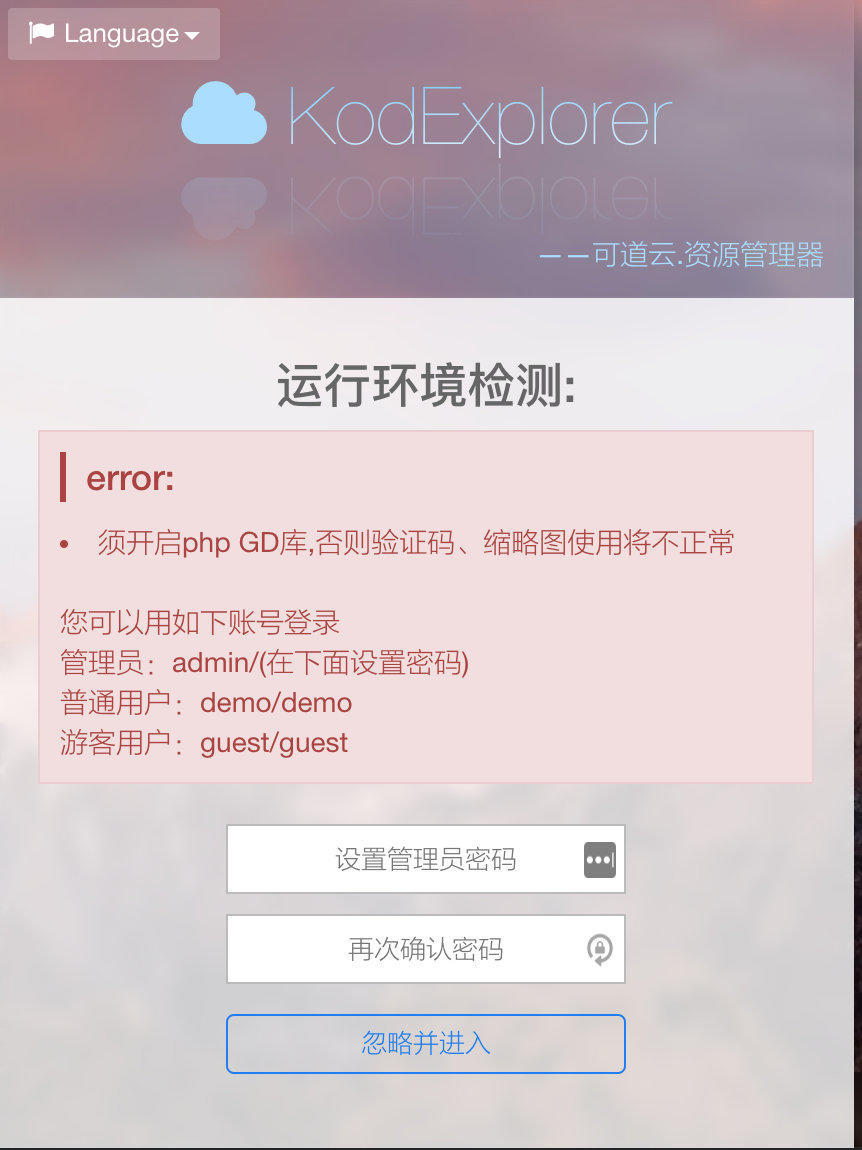 Language
KodExplorer
——可道云.资源管理器
运行环境检测:
error:
• 须开启php GD库,否则验证码、缩略图使用将不正常
您可以用如下账号登录
管理员：admin/(在下面设置密码)
普通用户：demo/demo
游客用户：guest/guest
设置管理员密码
再次确认密码
忽略并进入